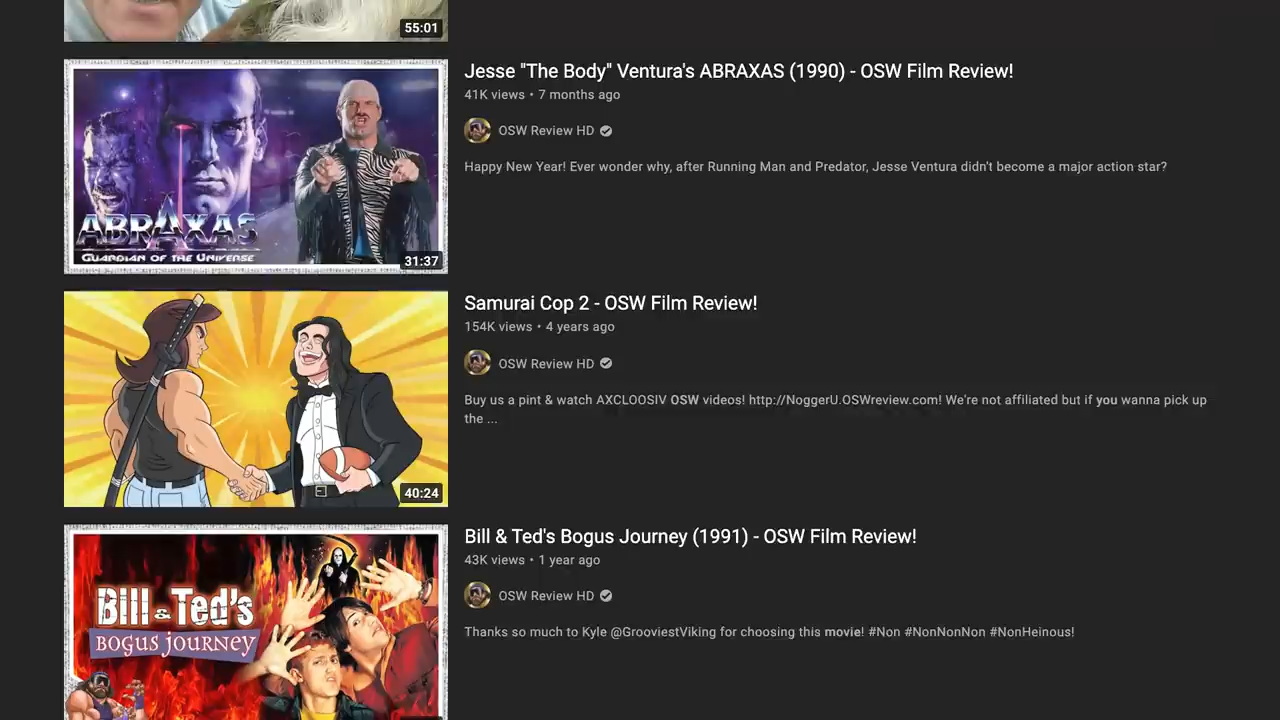 55:01
ABRAXAS
GUARDIAN OF THE UNIVERSE
31:37
Jesse "The Body" Ventura's ABRAXAS (1990) - OSW Film Review!
41K views • 7 months ago
OSW Review HD
Happy New Year! Ever wonder why, after Running Man and Predator, Jesse Ventura didn't become a major action star?
40:24
Samurai Cop 2 - OSW Film Review!
154K views • 4 years ago
OSW Review HD
Buy us a pint & watch AXCLOOSIV OSW videos! http://NoggerU.OSWreview.com! We're not affiliated but if you wanna pick up
the ...
Bill & Ted's
BOGUS JOURNEY
Bill & Ted's Bogus Journey (1991) - OSW Film Review!
43K views • 1 year ago
OSW Review HD
Thanks so much to Kyle @GrooviestViking for choosing this movie! #Non #NonNonNon #NonHeinous!